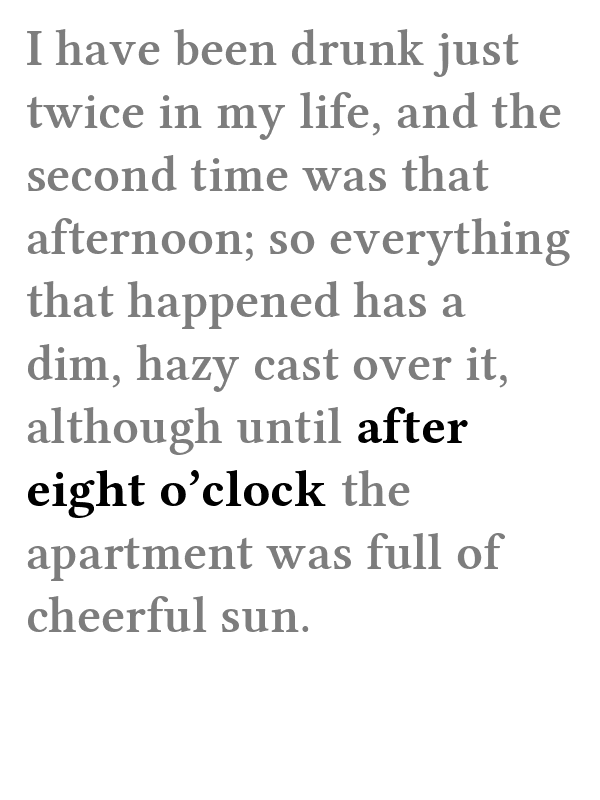 I have been drunk just
twice in my life, and the
second time was that
afternoon; so everything
that happened has a
dim, hazy cast over it,
although until after
eight o’clock the
apartment was full of
cheerful sun.